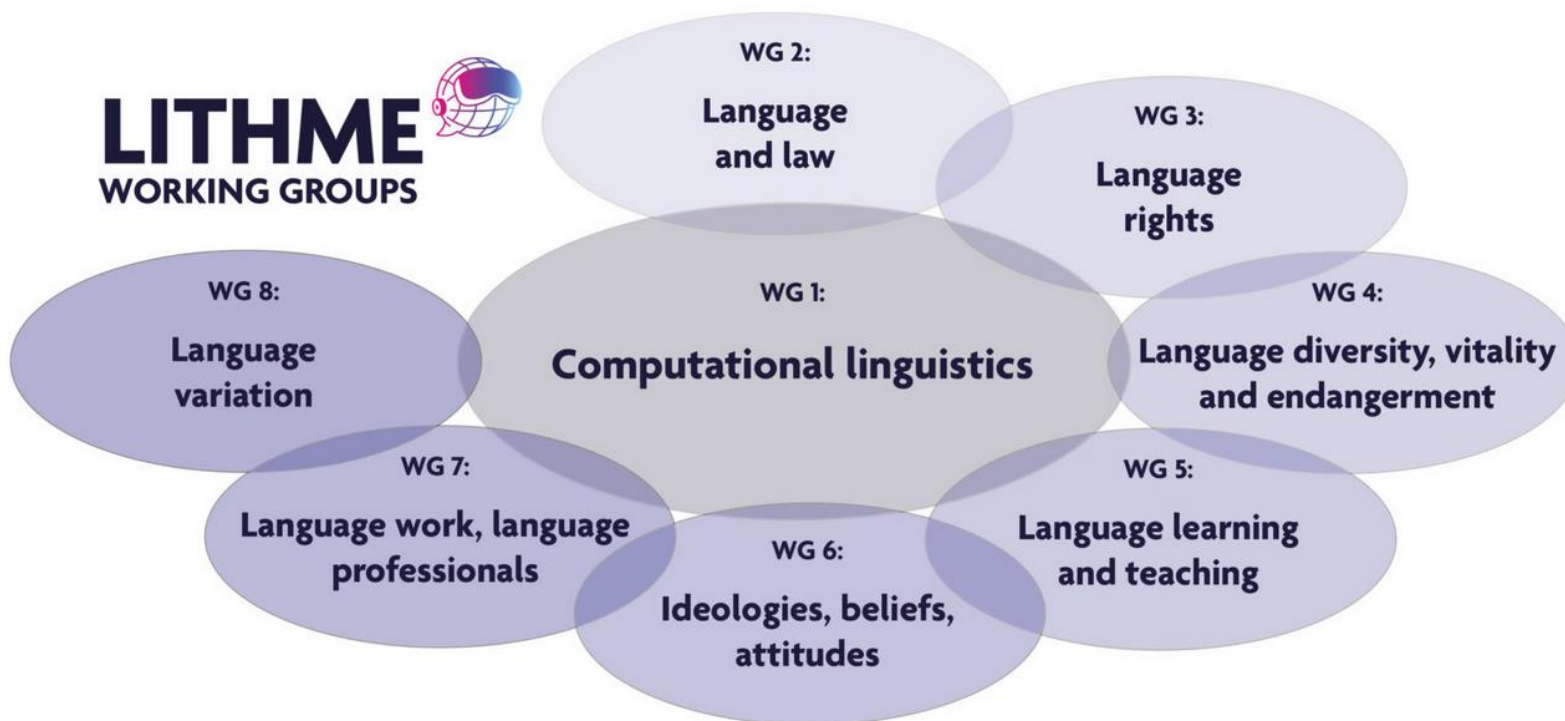 LITHME
WORKING GROUPS
WG 1:
Computational linguistics
WG 2:
Language
and law
WG 3:
Language
rights
WG 4:
Language diversity, vitality
and endangerment
WG 5:
Language learning
and teaching
WG 6:
Ideologies, beliefs,
attitudes
WG 7:
Language work, language
professionals
WG 8:
Language
variation